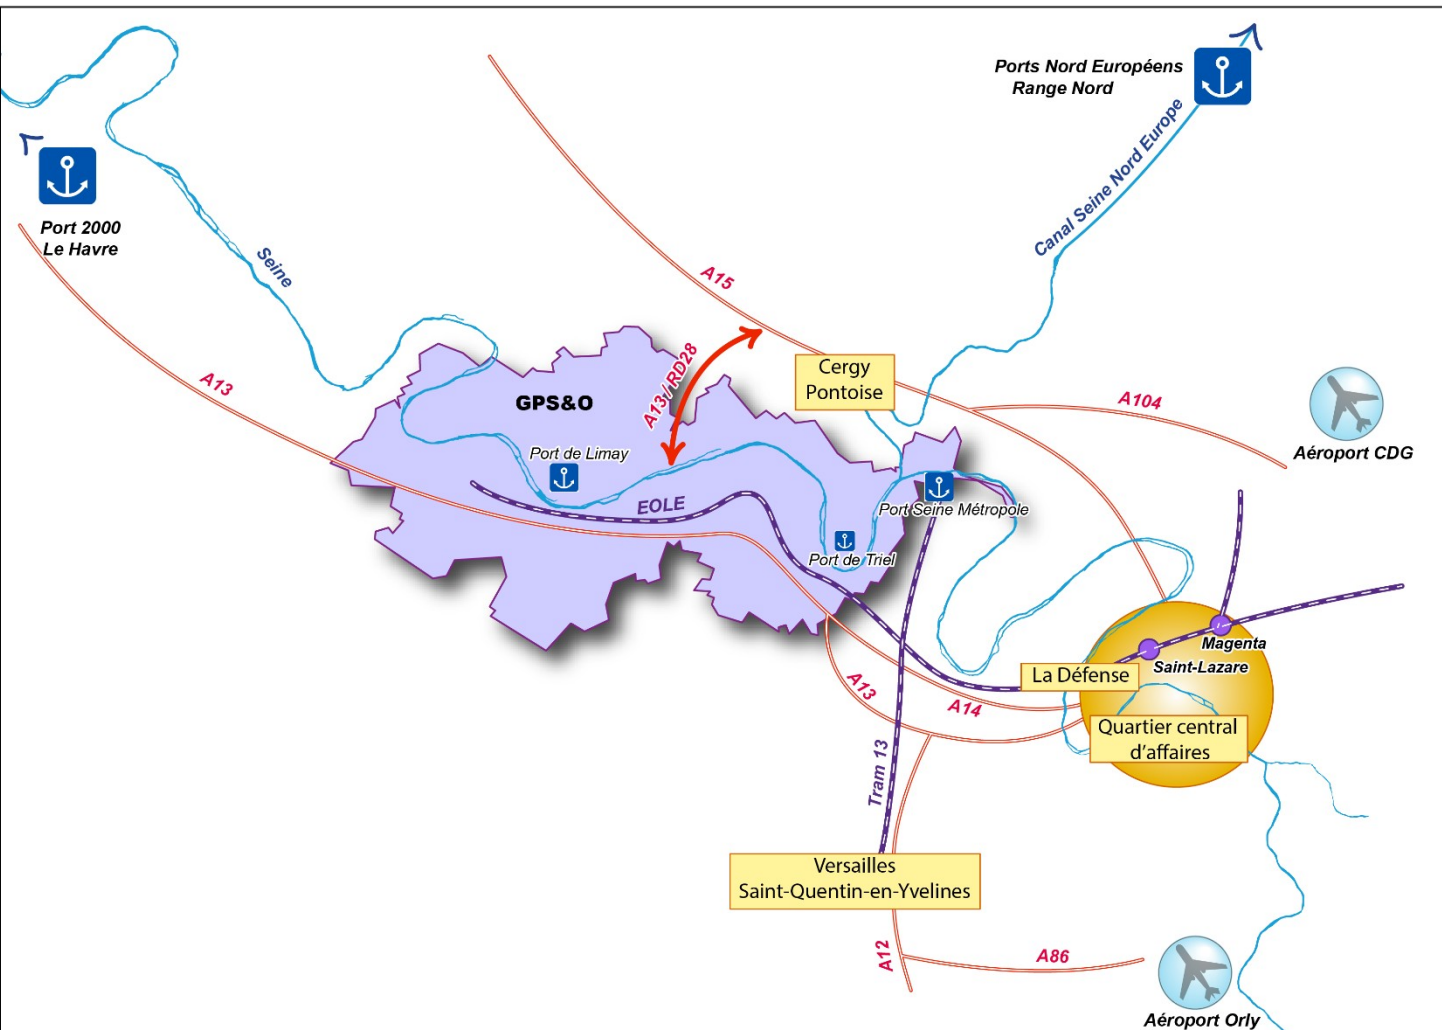 Ports Nord Européens
Range Nord
Canal Seine Nord Europe
Port 2000
Le Havre
Seine
A15
A13
A13 / RD28
Cergy
Pontoise
GPS&O
A104
Aéroport CDG
Port de Limay
EOLE
Port Seine Métropole
Port de Triel
Magenta
Saint-Lazare
La Défense
A13
A14
Quartier central
d'affaires
Tram 13
Versailles
Saint-Quentin-en-Yvelines
A12
A86
Aéroport Orly